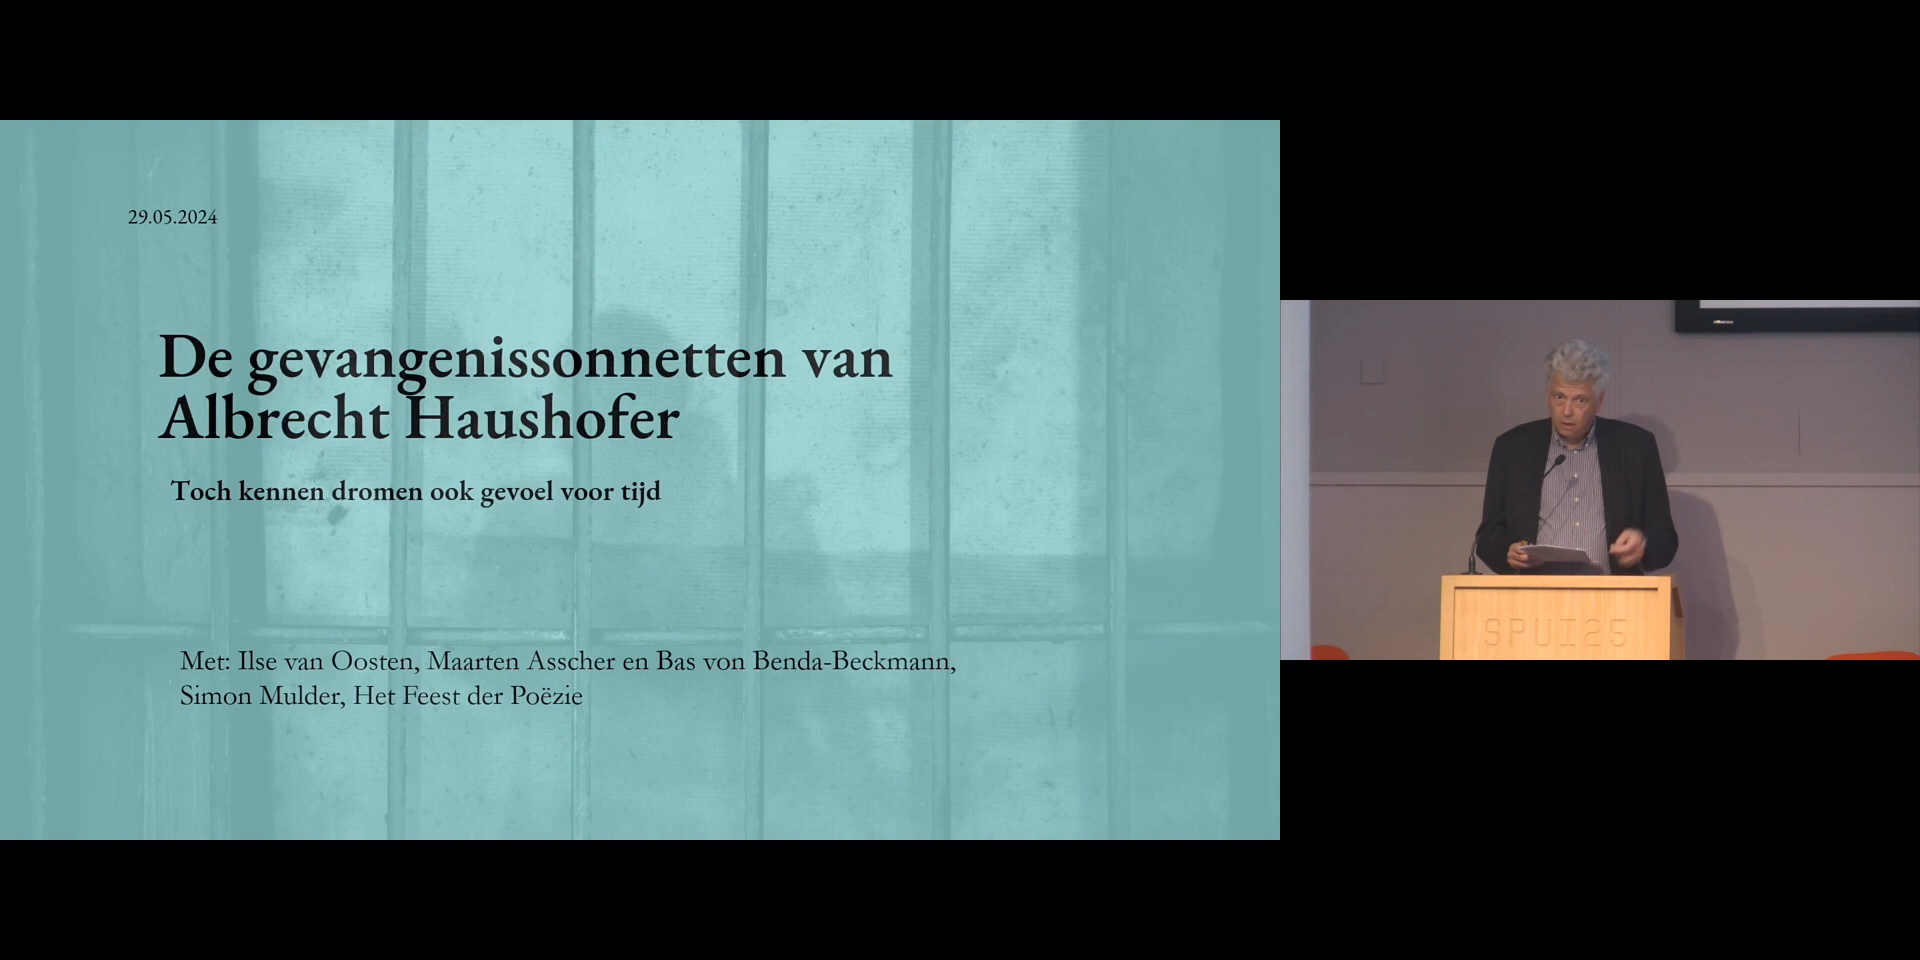 29.05.2024
De gevangenissonnetten van
Albrecht Haushofer
Toch kennen dromen ook gevoel voor tijd
Met: Ilse van Oosten, Maarten Asscher en Bas von Benda-Beckmann,
Simon Mulder, Het Feest der Poëzie
SPUI25